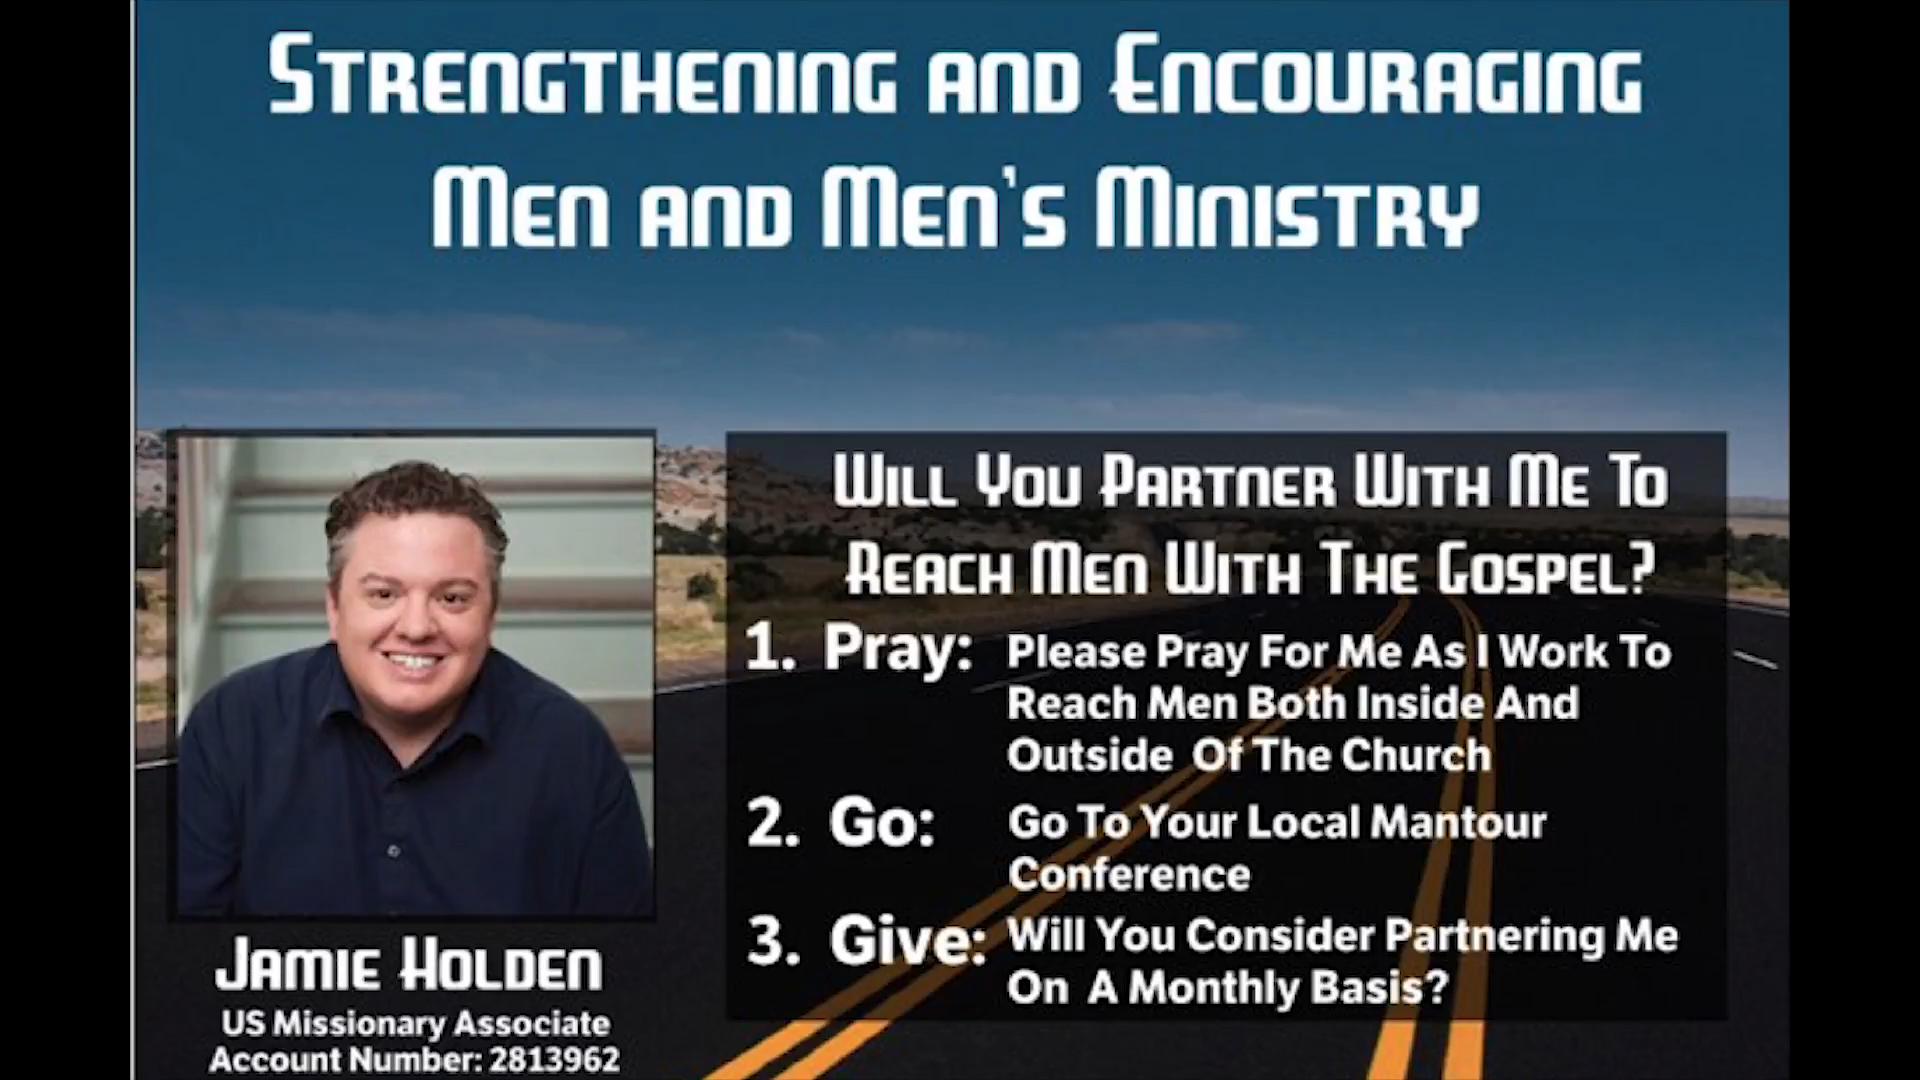 Strengthening and Encouraging
Men and Men's Ministry
Will You Partner With Me To
Reach Men With The Gospel?
1. Pray: Please Pray For Me As I Work To
Reach Men Both Inside And
Outside Of The Church
2. Go: Go To Your Local Mantour
Conference
3. Give: Will You Consider Partnering Me
On A Monthly Basis?
Jamie Holden
US Missionary Associate
Account Number: 2813962